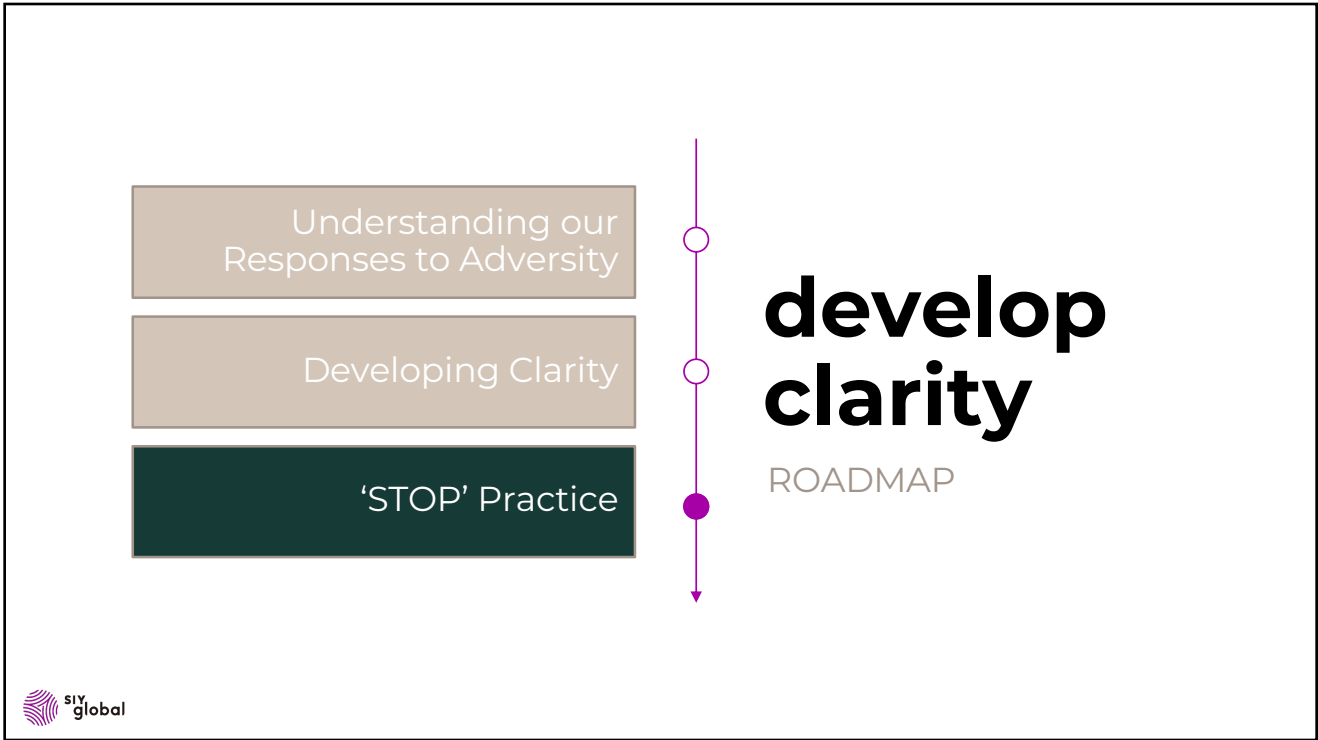 Understanding our
Responses to Adversity
Developing Clarity
‘STOP’ Practice
develop
clarity
ROADMAP
SIY
global